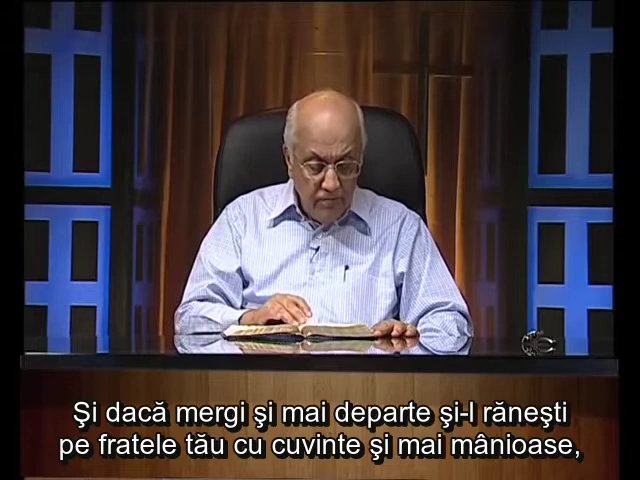 Şi dacă mergi şi mai departe şi-l răneşti
pe fratele tău cu cuvinte şi mai mânioase,